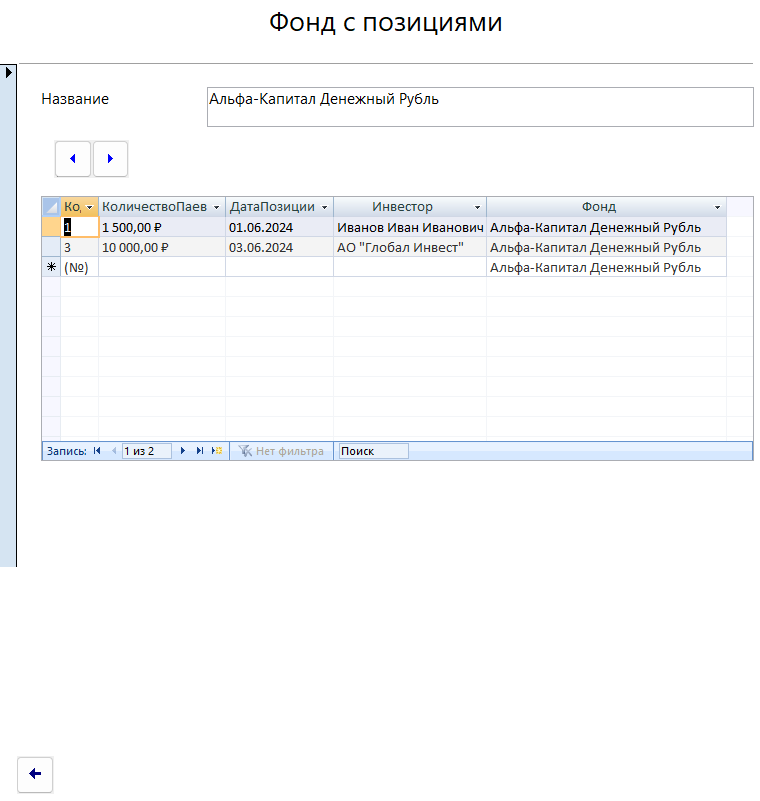 Фонд с позициями
Название Альфа-Капитал Денежный Рубль
Ко, КоличествоПаев ДатаПозиции Инвестор Фонд
1 1 500,00 ₽ 01.06.2024 Иванов Иван Иванович Альфа-Капитал Денежный Рубль
3 10 000,00 ₽ 03.06.2024 АО "Глобал Инвест" Альфа-Капитал Денежный Рубль
(№) Альфа-Капитал Денежный Рубль
Запись: 1 из 2 Нет фильтра Поиск